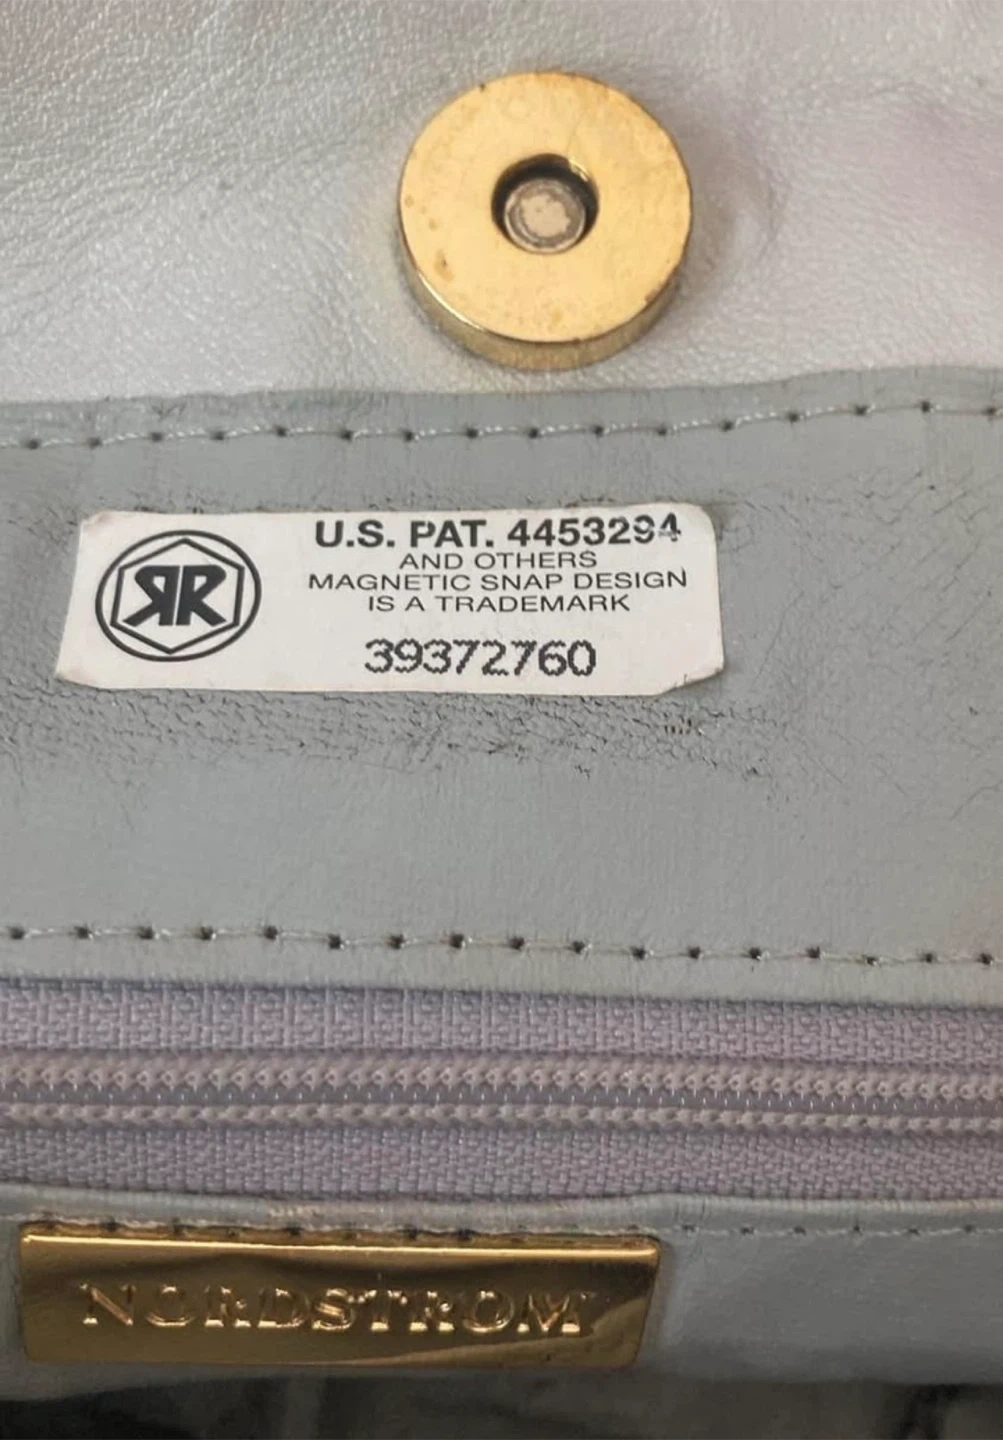 U.S. PAT. 4453294
AND OTHERS
MAGNETIC SNAP DESIGN
IS A TRADEMARK
39372760
RR
NORDSTROM